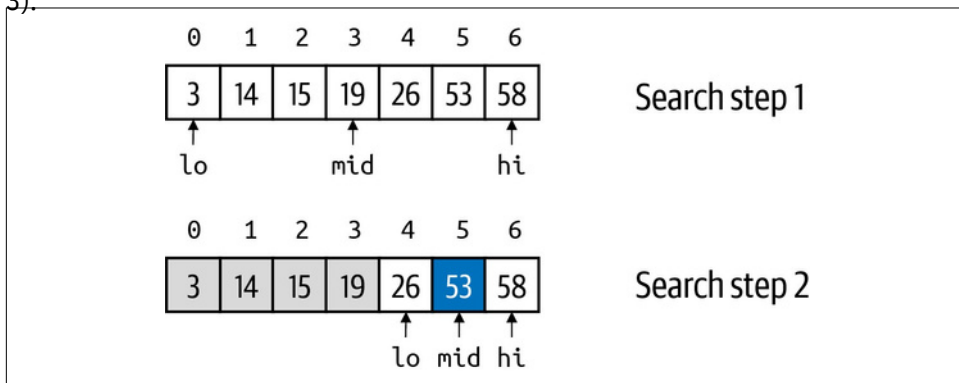 3).
0 1 2 3 4 5 6
3 14 15 19 26 53 58 Search step 1
lo mid hi
0 1 2 3 4 5 6
3 14 15 19 26 53 58 Search step 2
lo mid hi